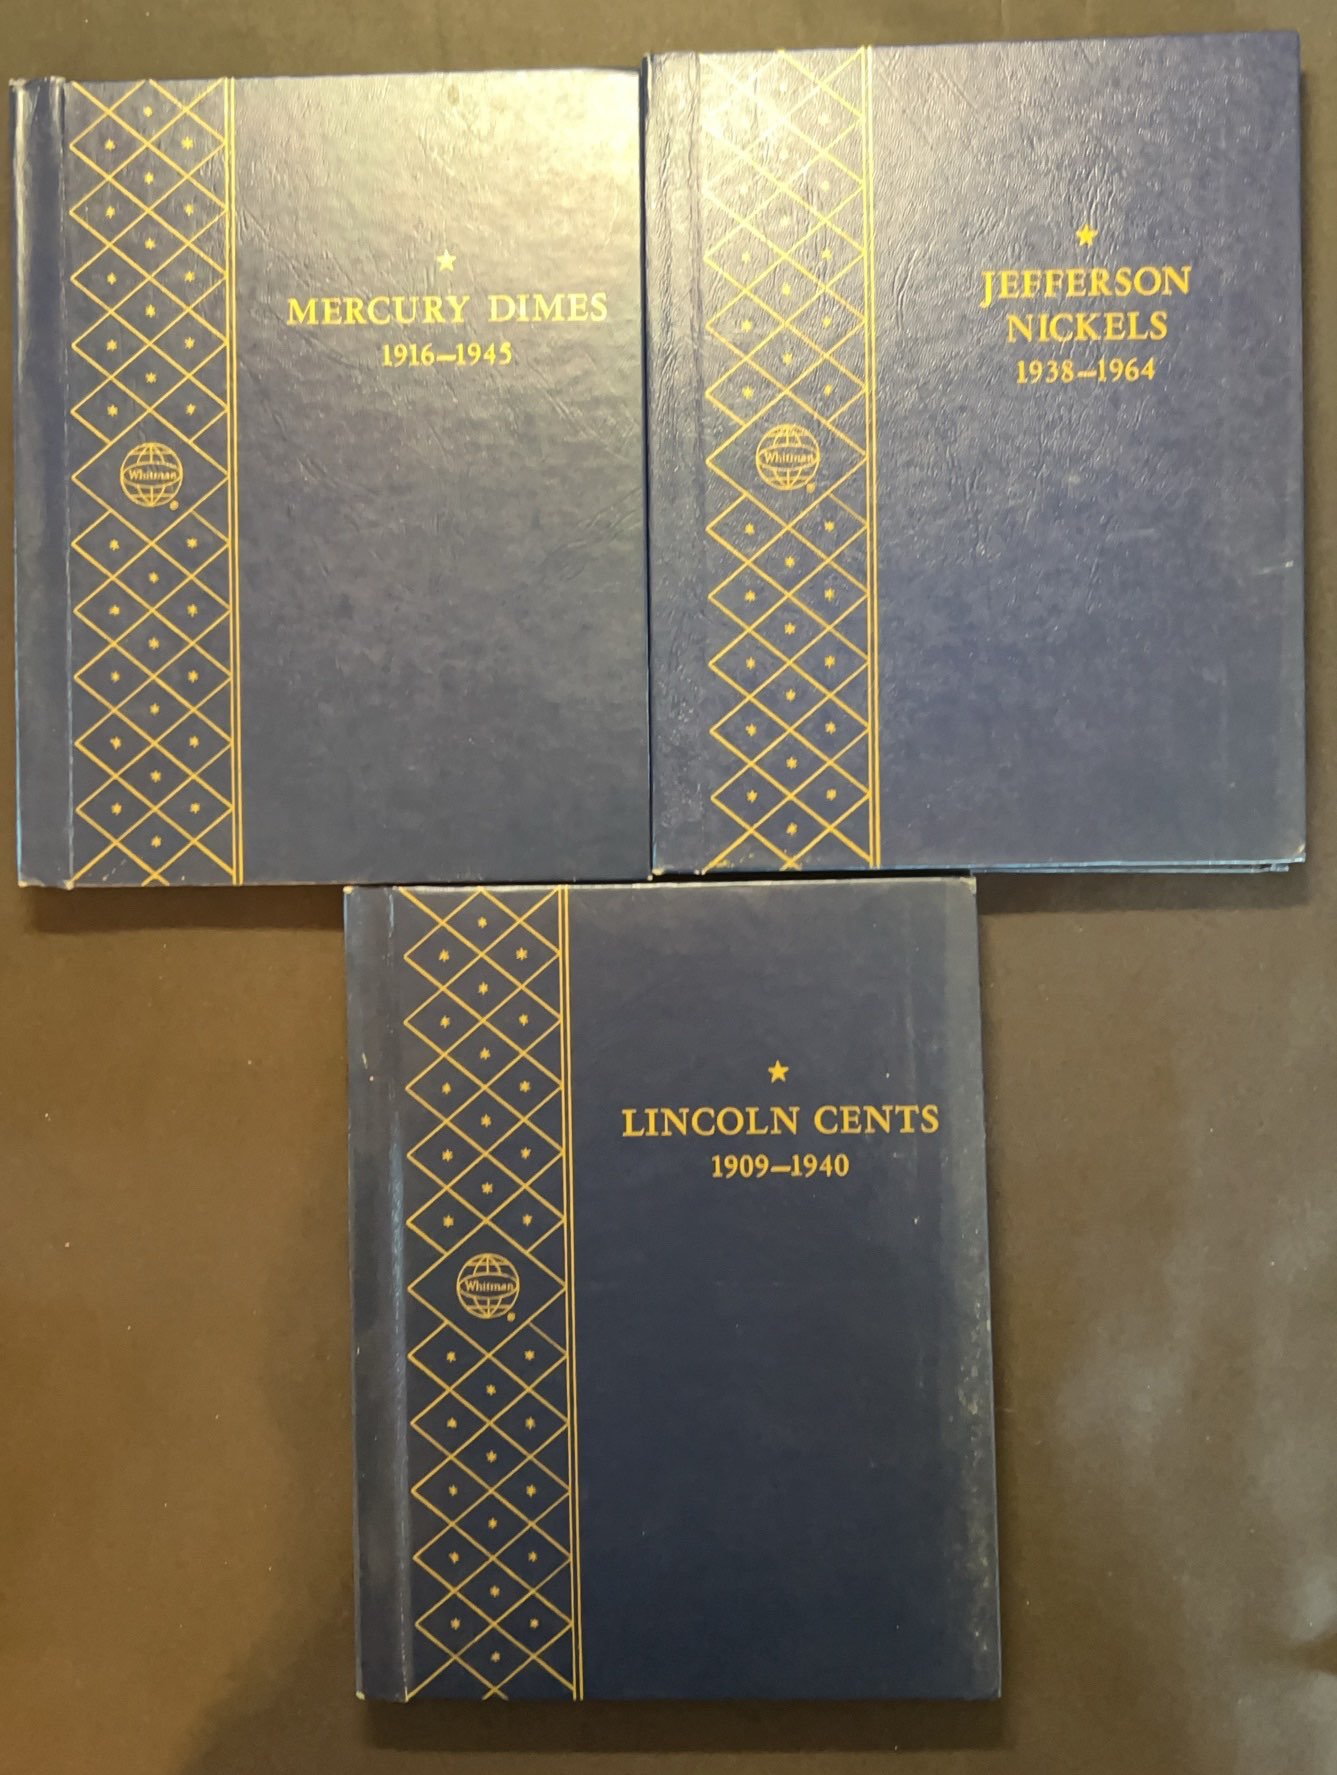 MERCURY DIMES
1916–1945
Whitman
®
JEFFERSON
NICKELS
1938–1964
Whitman
®
LINCOLN CENTS
1909–1940
Whitman
®